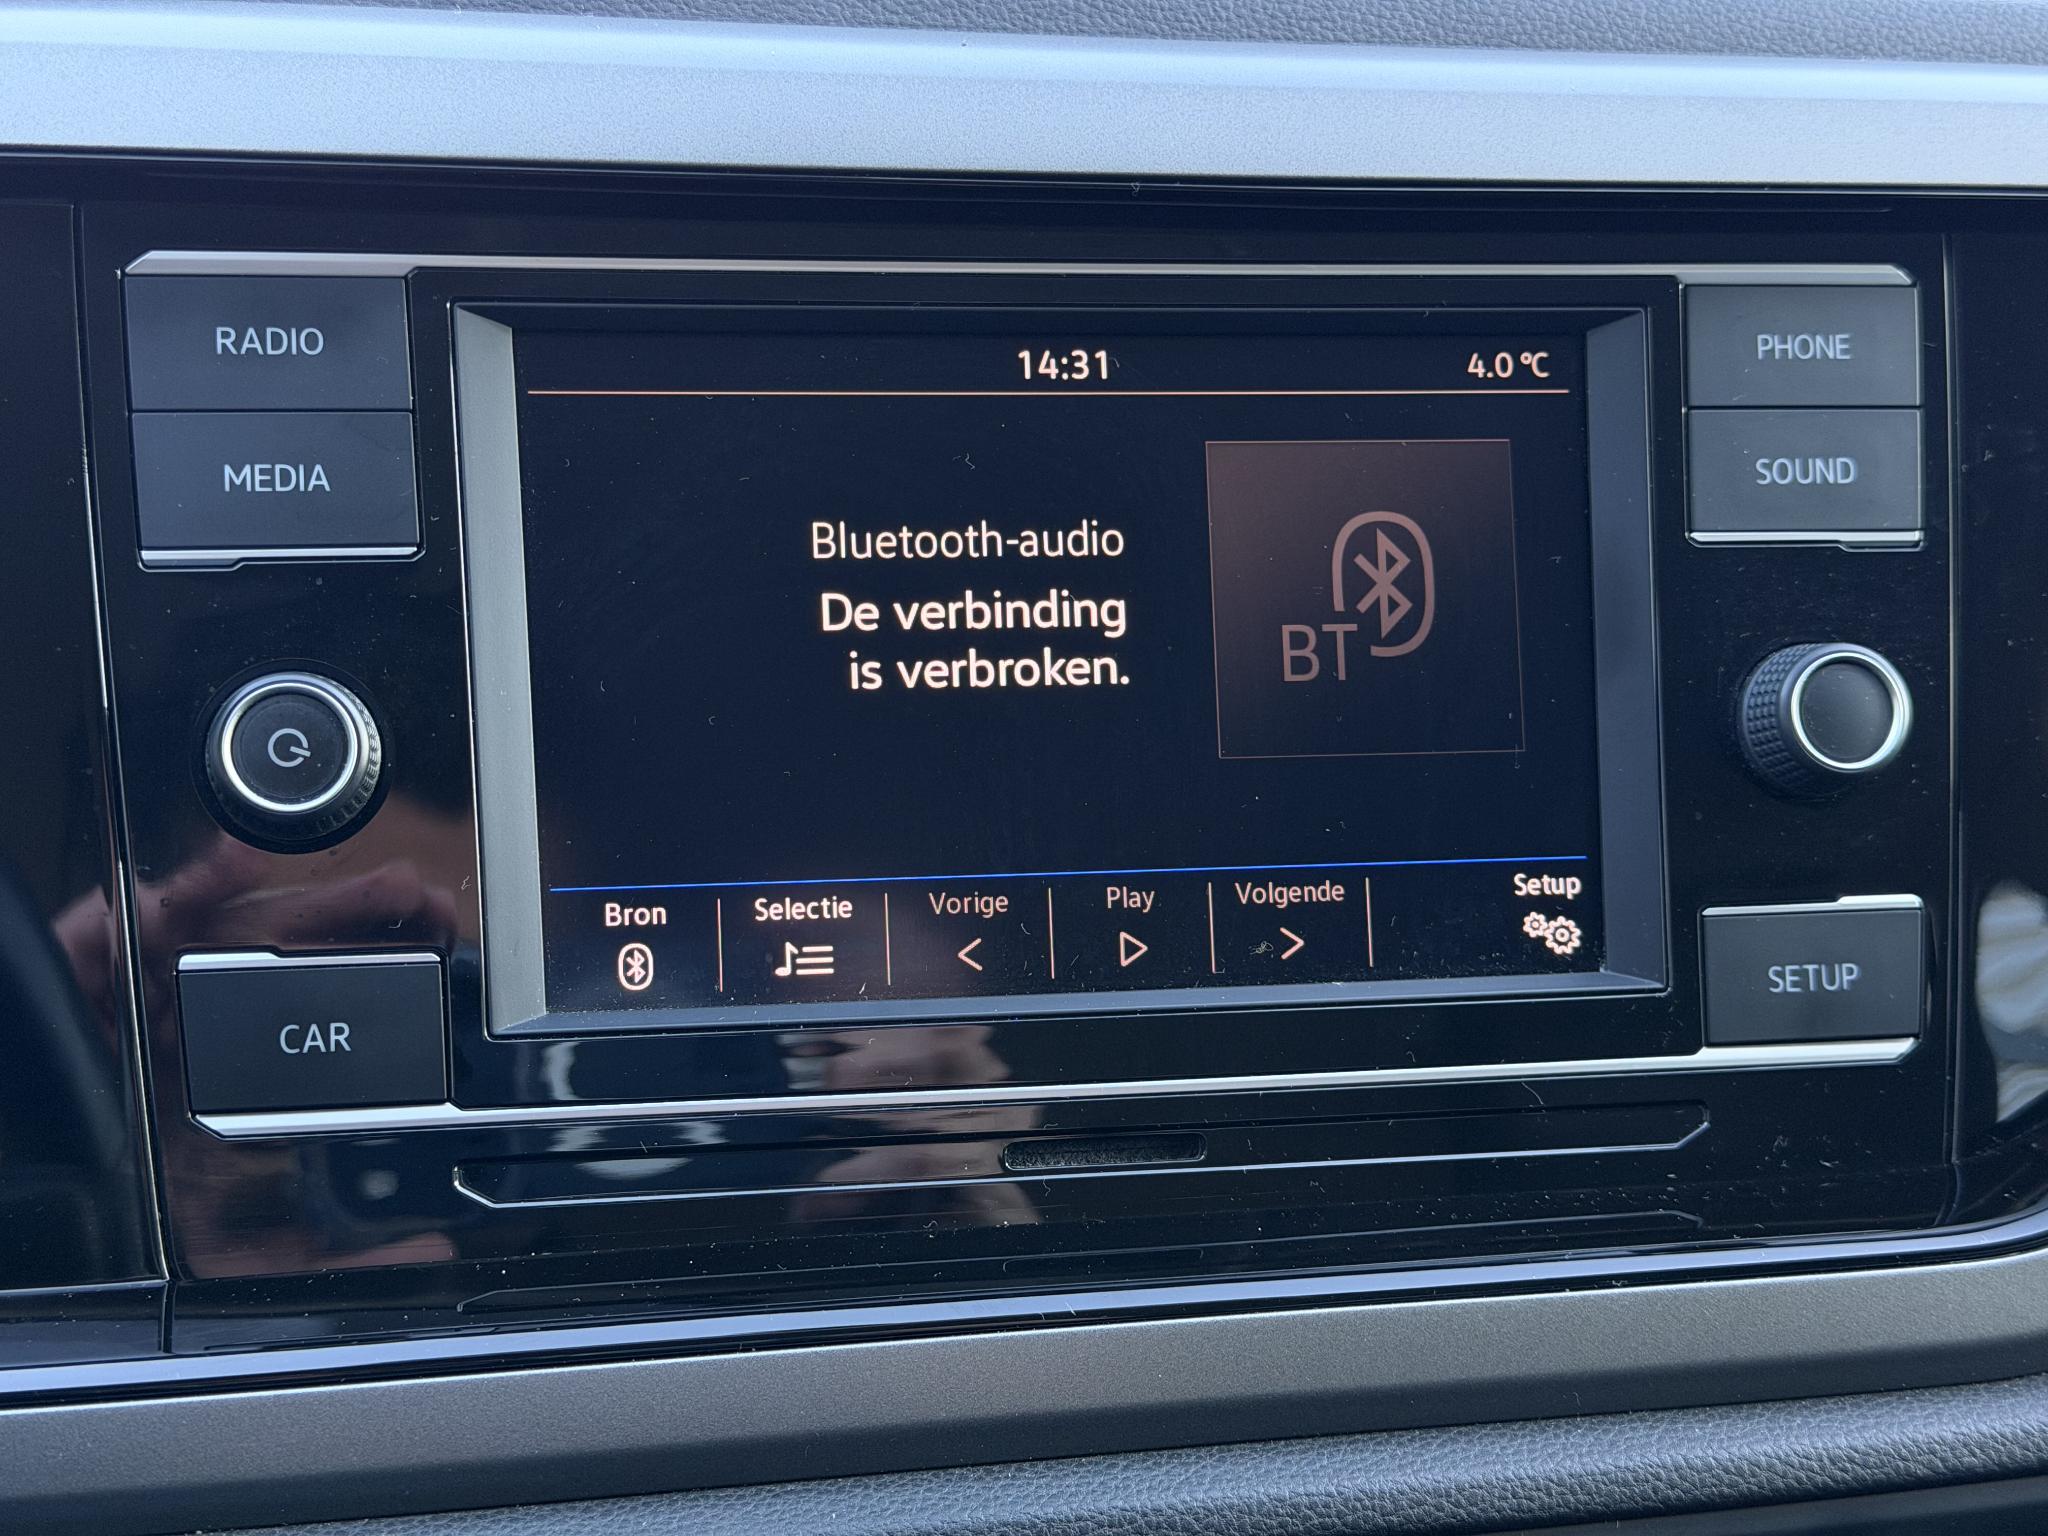 RADIO
MEDIA
CAR
14:31
4.0 °C
Bluetooth-audio
De verbinding
is verbroken.
BT
Bron
Selectie
Vorige
Play
Volgende
Setup
PHONE
SOUND
SETUP